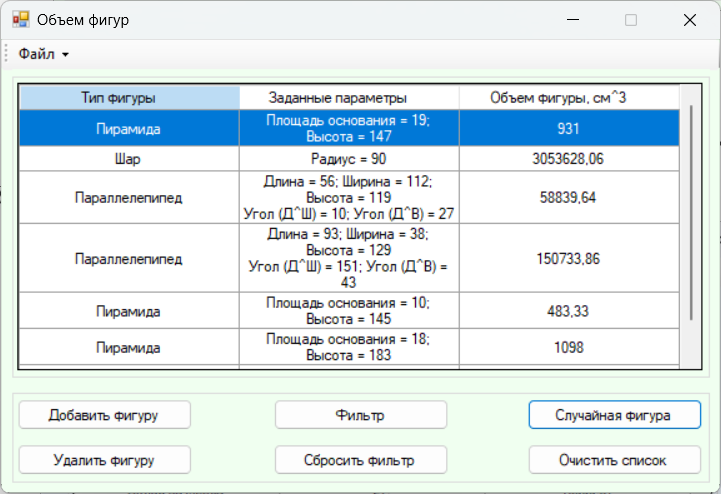 Объем фигур
Файл
Тип фигуры
Заданные параметры
Объем фигуры, см^3
Пирамида
Площадь основания = 19;
Высота = 147
931
Шар
Радиус = 90
3053628,06
Параллелепипед
Длина = 56; Ширина = 112;
Высота = 119
Угол (Д^Ш) = 10; Угол (Д^В) = 27
58839,64
Параллелепипед
Длина = 93; Ширина = 38;
Высота = 129
Угол (Д^Ш) = 151; Угол (Д^В) =
43
150733,86
Пирамида
Площадь основания = 10;
Высота = 145
483,33
Пирамида
Площадь основания = 18;
Высота = 183
1098
Добавить фигуру
Фильтр
Случайная фигура
Удалить фигуру
Сбросить фильтр
Очистить список